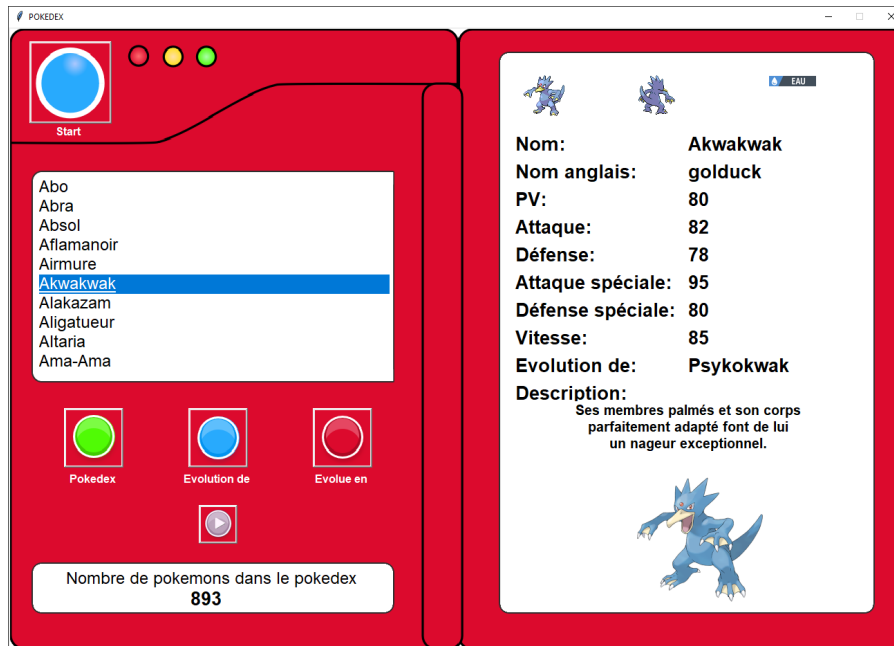 POKEDEX
Start
Abo
Abra
Absol
Aflamanoir
Airmure
Akwakwak
Alakazam
Aligatueur
Altaria
Ama-Ama
Pokedex
Evolution de
Evolue en
Nombre de pokemons dans le pokedex
893
EAU
Nom: Akwakwak
Nom anglais: golduck
PV: 80
Attaque: 82
Défense: 78
Attaque spéciale: 95
Défense spéciale: 80
Vitesse: 85
Evolution de: Psykokwak
Description:
Ses membres palmés et son corps
parfaitement adapté font de lui
un nageur exceptionnel.